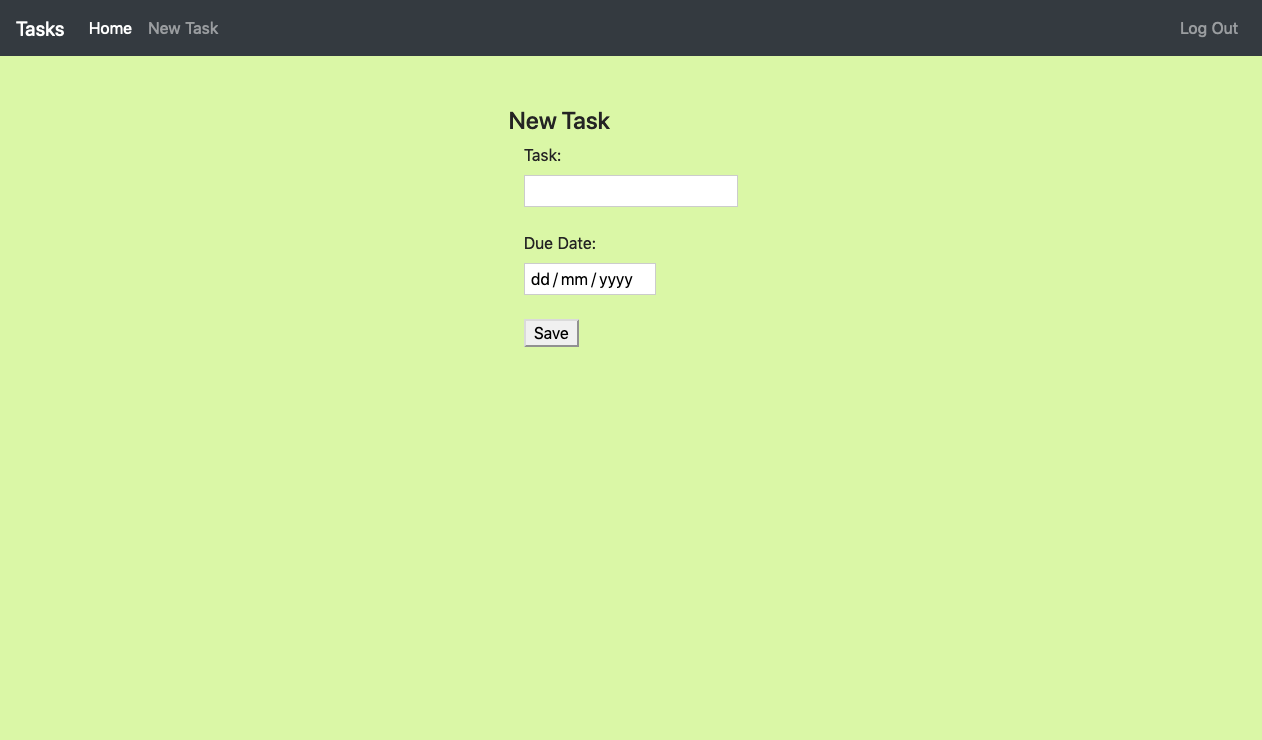 Tasks Home New Task Log Out
New Task
Task:
Due Date:
dd/mm/yyyy
Save